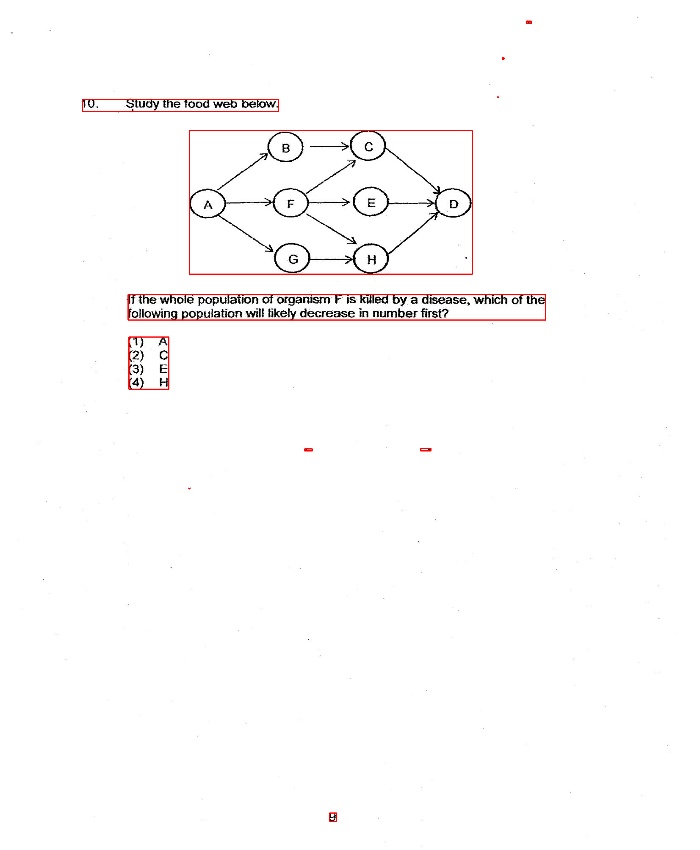 10. Study the food web below.
B
C
A
F
E
D
G
H
If the whole population of organism F is killed by a disease, which of the
following population will likely decrease in number first?
(1) A
(2) C
(3) E
(4) H
9